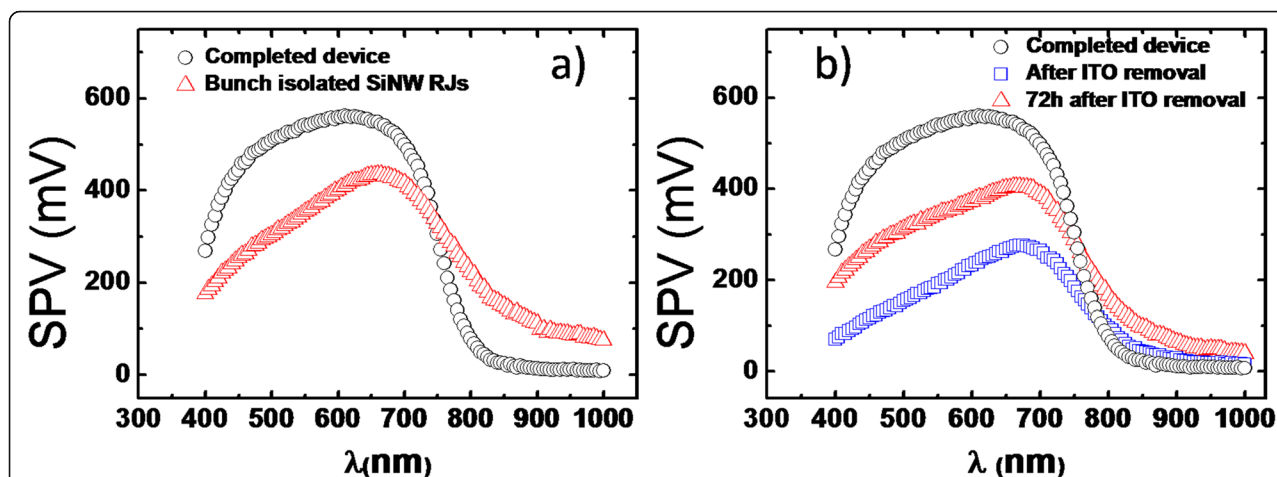 Completed device
Bunch isolated SiNW RJs
a)
SPV (mV)
600
400
200
0
300 400 500 600 700 800 900 1000
λ(nm)
Completed device
After ITO removal
72h after ITO removal
b)
SPV (mV)
600
400
200
0
300 400 500 600 700 800 900 1000
λ (nm)